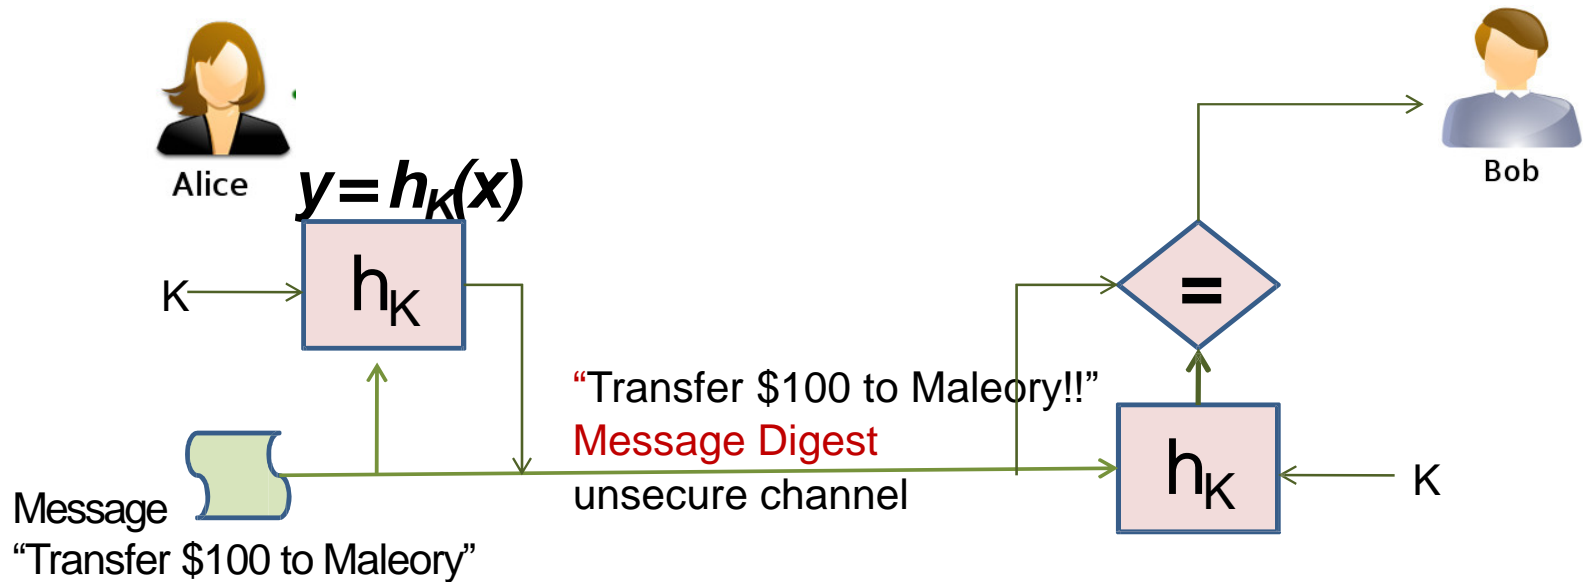 Alice
Bob
y = hK(x)
K
hK
=
“Transfer $100 to Maleory!!”
Message Digest
unsecure channel
hK
K
Message
“Transfer $100 to Maleory”